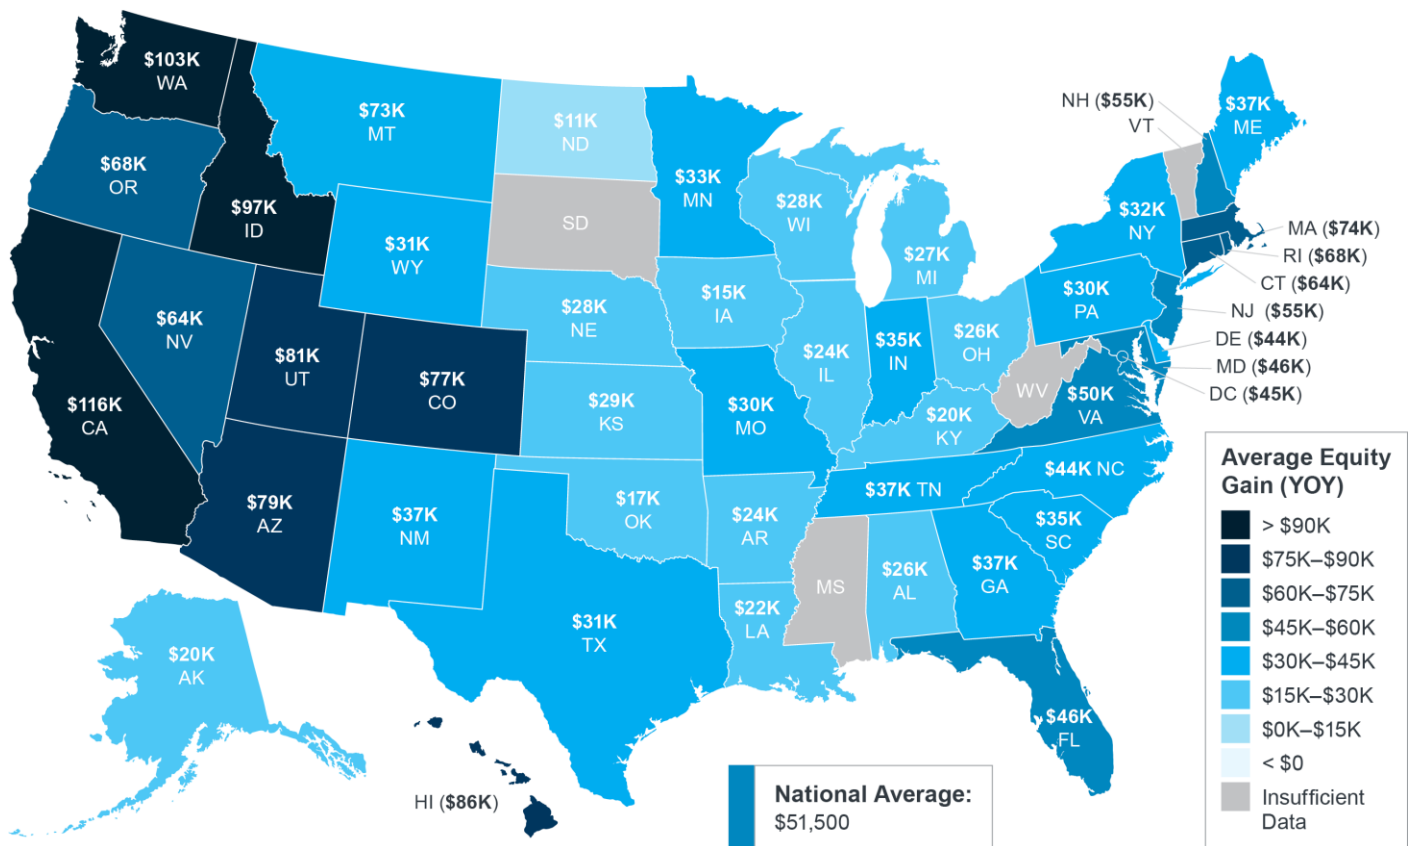 $103K
WA
$73K
MT
$11K
ND
NH ($55K)
VT
$37K
ME
$68K
OR
$97K
ID
$33K
MN
$28K
WI
$32K
NY
$31K
WY
SD
$27K
MI
MA ($74K)
RI ($68K)
CT ($64K)
NJ ($55K)
DE ($44K)
MD ($46K)
DC ($45K)
$64K
NV
$28K
NE
$15K
IA
$30K
PA
$81K
UT
$77K
CO
$24K
IL
$35K
IN
$26K
OH
WV
$116K
CA
$29K
KS
$30K
MO
$20K
KY
$50K
VA
$79K
AZ
$37K
NM
$17K
OK
$24K
AR
$37K TN
$44K NC
$35K
SC
$31K
TX
$22K
LA
MS
$26K
AL
$37K
GA
$20K
AK
HI ($86K)
$46K
FL
Average Equity
Gain (YOY)
> $90K
$75K–$90K
$60K–$75K
$45K–$60K
$30K–$45K
$15K–$30K
$0K–$15K
< $0
Insufficient
Data
National Average:
$51,500